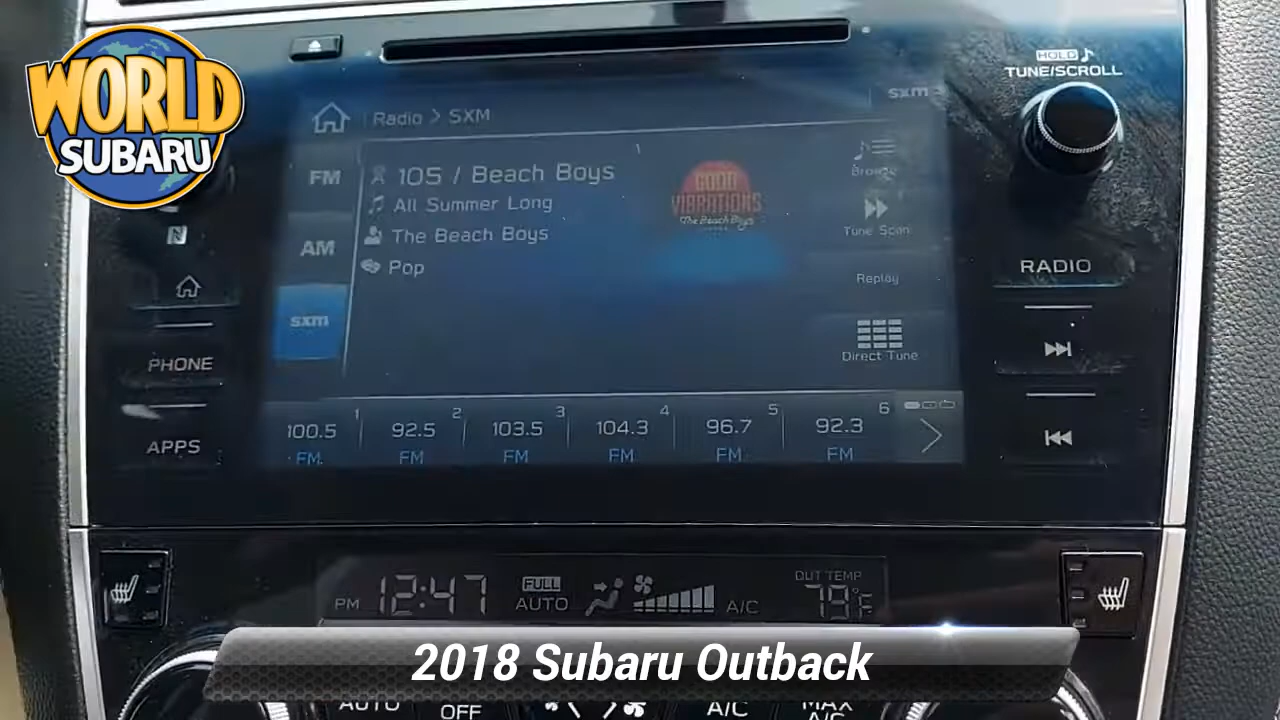 WORLD
SUBARU
HOLD
TUNE/SCROLL
sxm
Radio > SXM
FM
105 / Beach Boys
All Summer Long
AM
The Beach Boys
Pop
sxm
GOOD
VIBRATIONS
The Beach Boys
Browse
Tune Scan
Replay
Direct Tune
RADIO
PHONE
APPS
1 2 3 4 5 6
100.5 92.5 103.5 104.3 96.7 92.3
FM FM FM FM FM FM
PM 12:47
FULL
AUTO
A/C
OUT TEMP
79°F
2018 Subaru Outback
AUTO
OFF
A/C
MAX
A/C